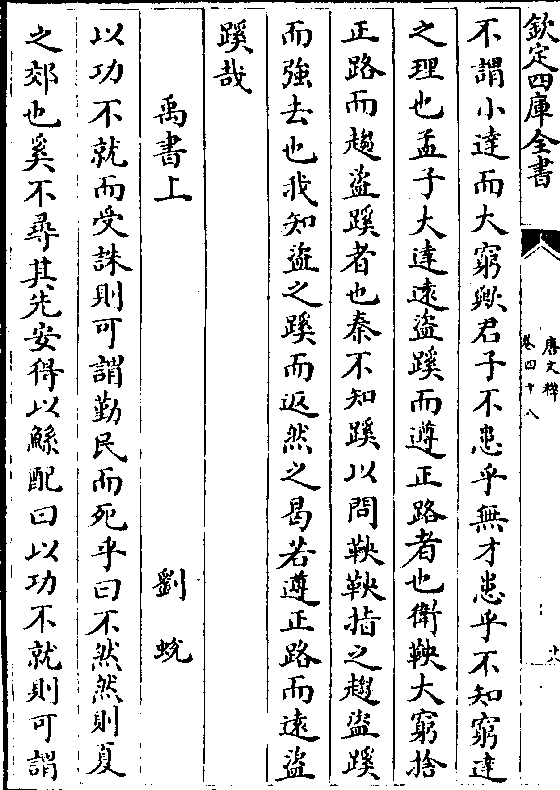 欽定四庫全書
唐文粹
卷四十八
不謂小達而大窮歟君子不患乎無才患乎不知窮達
之理也孟子大達遠盜蹊而遵正路者也衛鞅大窮捨
正路而趨盜蹊者也秦不知蹊以問鞅鞅指之趨盜蹊
而強去也我知盜之蹊而返然之曷若遵正路而遠盜
蹊哉
禹書上 劉蛻
以功不就而受誅則可謂勤民而死乎曰不然然則夏
之郊也奚不尋其先安得以鯀配曰以功不就則可謂